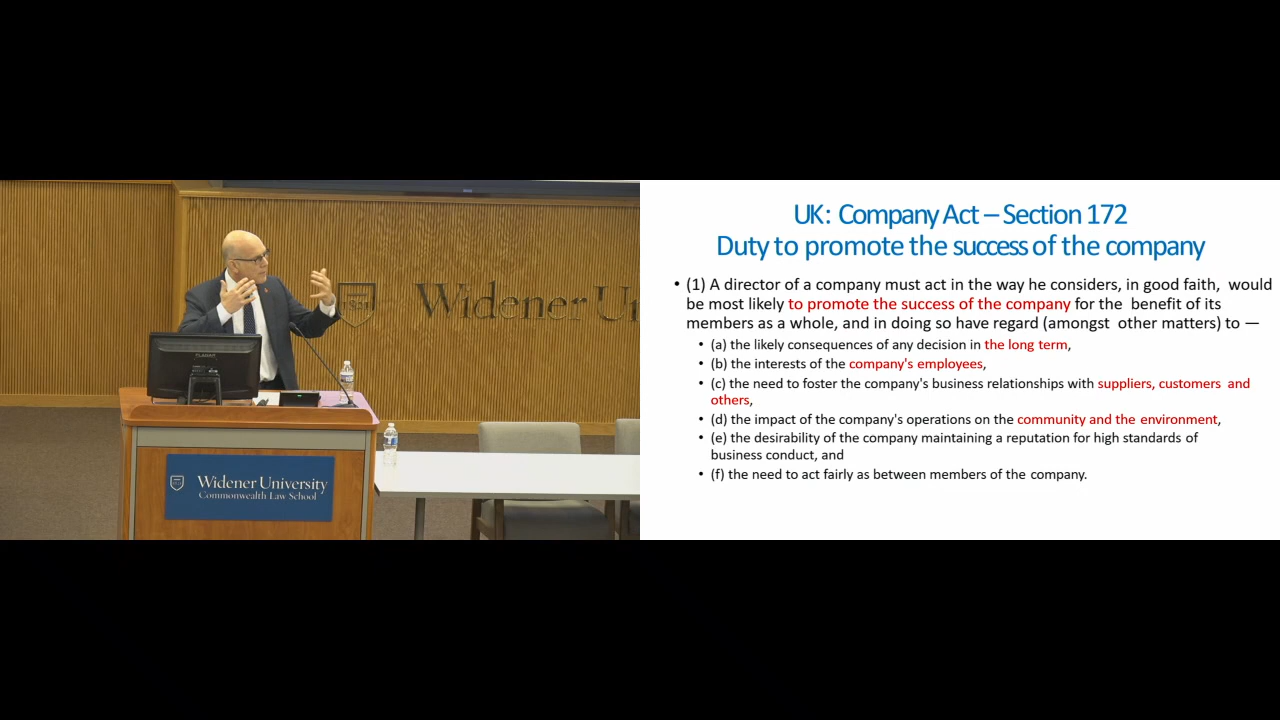 Widener U
Widener University
Commonwealth Law School
UK: Company Act – Section 172
Duty to promote the success of the company
• (1) A director of a company must act in the way he considers, in good faith, would
be most likely to promote the success of the company for the benefit of its
members as a whole, and in doing so have regard (amongst other matters) to —
• (a) the likely consequences of any decision in the long term,
• (b) the interests of the company's employees,
• (c) the need to foster the company's business relationships with suppliers, customers and
others,
• (d) the impact of the company's operations on the community and the environment,
• (e) the desirability of the company maintaining a reputation for high standards of
business conduct, and
• (f) the need to act fairly as between members of the company.